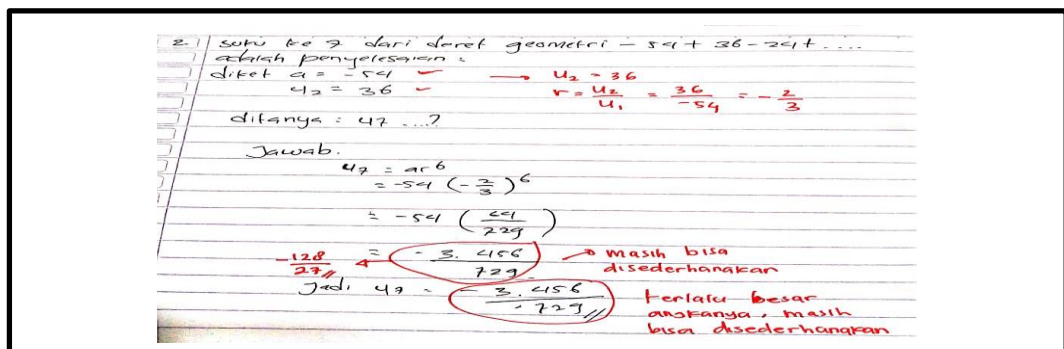 2. suku ke 7 dari deret geometri - 54 + 36 - 24 + ....
adalah penyelesaian :
diket a = -54 → U₂ = 36
u₂ = 36 r = U₂/U₁ = 36/-54 = - 2/3
ditanya : u7 ...?
Jawab.
u7 = ar⁶
= -54 (- 2/3)⁶
= -54 (64/729)
-128/27 // ← = - 3.456/729 → masih bisa disederhanakan
Jadi u7 = - 3.456/729 // terlalu besar
angkanya, masih
bisa disederhanakan